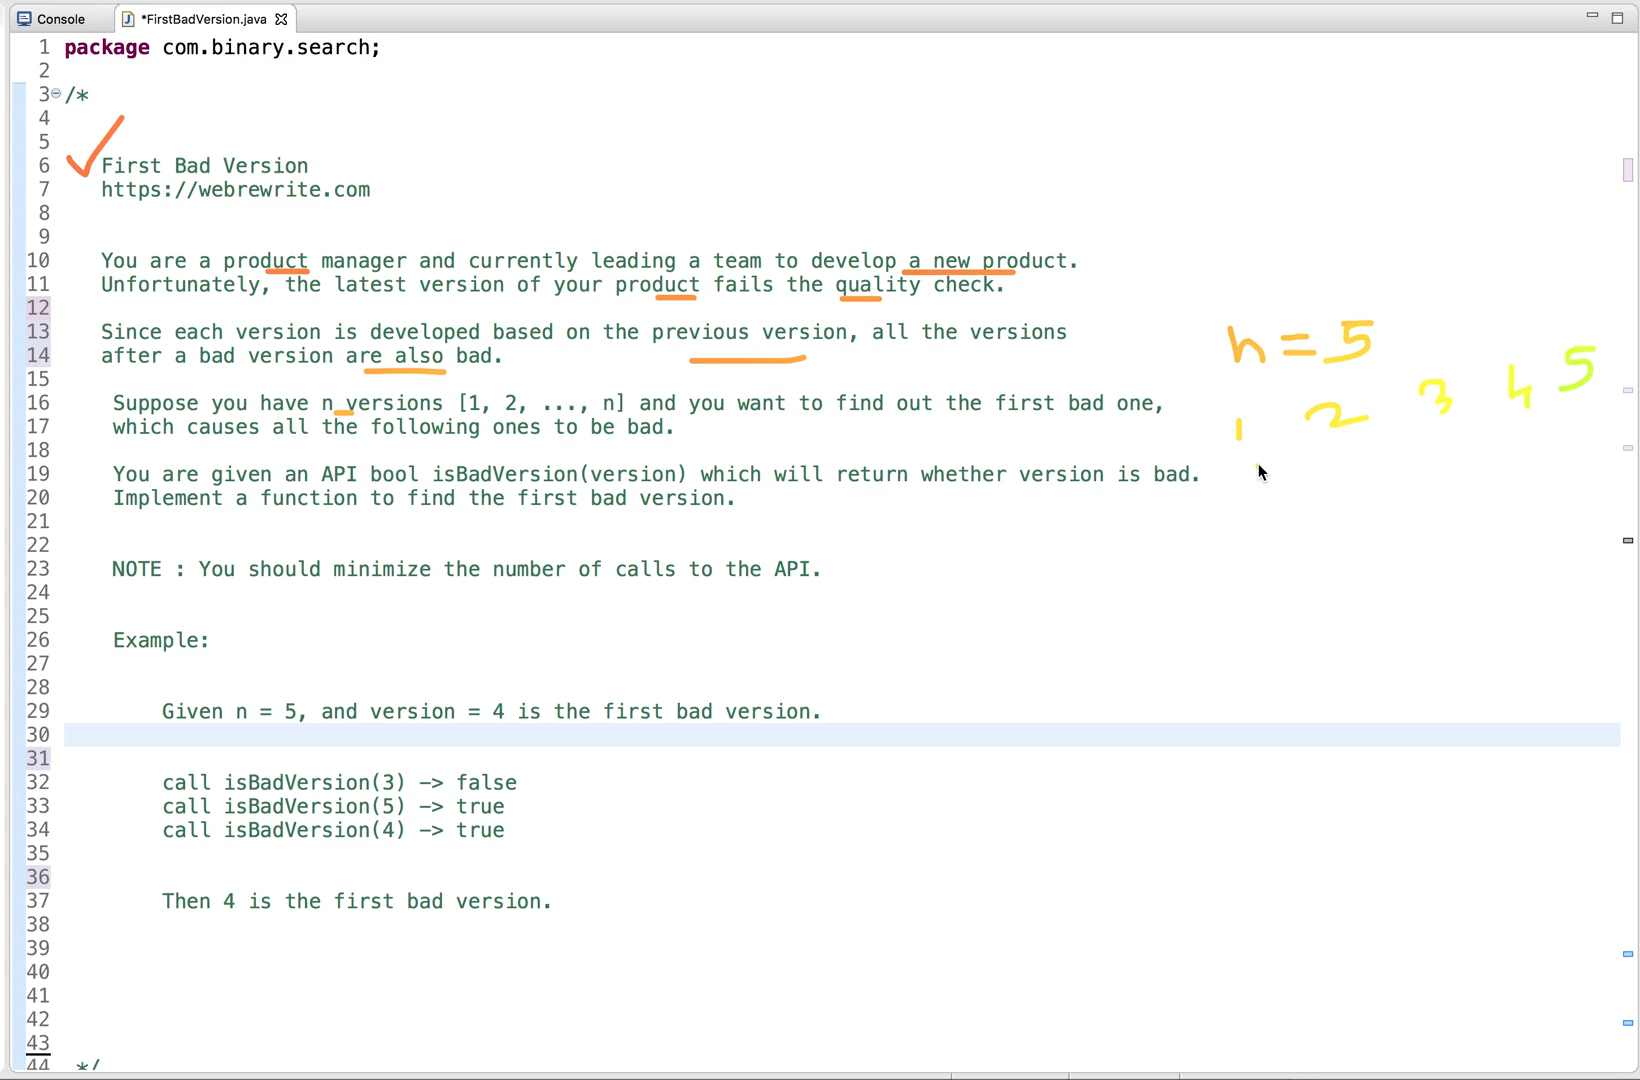 Console *FirstBadVersion.java
1 package com.binary.search;
2
3 /*
4
5
6 First Bad Version
7 https://webrewrite.com
8
9
10 You are a product manager and currently leading a team to develop a new product.
11 Unfortunately, the latest version of your product fails the quality check.
12
13 Since each version is developed based on the previous version, all the versions
14 after a bad version are also bad.
n = 5
15
16 Suppose you have n versions [1, 2, ..., n] and you want to find out the first bad one,
1 2 3 4 5
17 which causes all the following ones to be bad.
18
19 You are given an API bool isBadVersion(version) which will return whether version is bad.
20 Implement a function to find the first bad version.
21
22
23 NOTE : You should minimize the number of calls to the API.
24
25
26 Example:
27
28
29 Given n = 5, and version = 4 is the first bad version.
30
31
32 call isBadVersion(3) -> false
33 call isBadVersion(5) -> true
34 call isBadVersion(4) -> true
35
36
37 Then 4 is the first bad version.
38
39
40
41
42
43
44 */